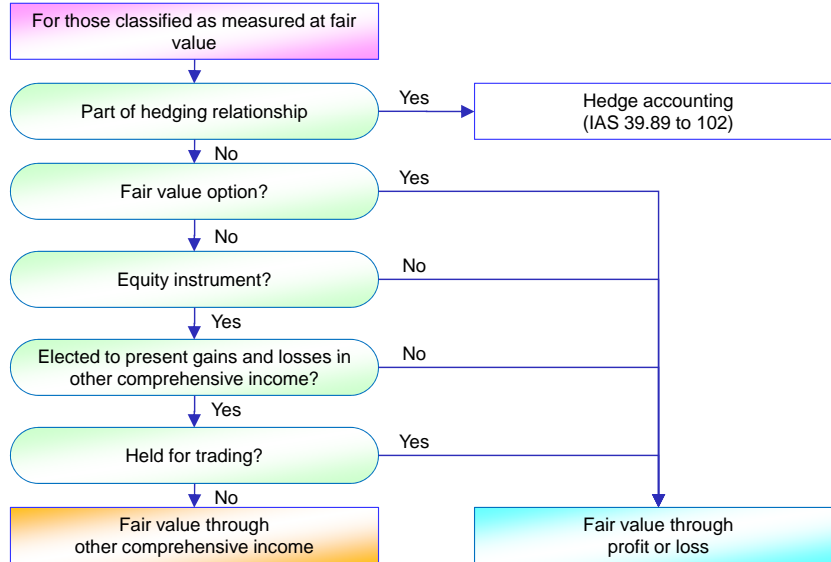 For those classified as measured at fair
value
Part of hedging relationship
Yes
Hedge accounting
(IAS 39.89 to 102)
No
Fair value option?
Yes
No
Equity instrument?
No
Yes
Elected to present gains and losses in
other comprehensive income?
No
Yes
Held for trading?
Yes
No
Fair value through
other comprehensive income
Fair value through
profit or loss